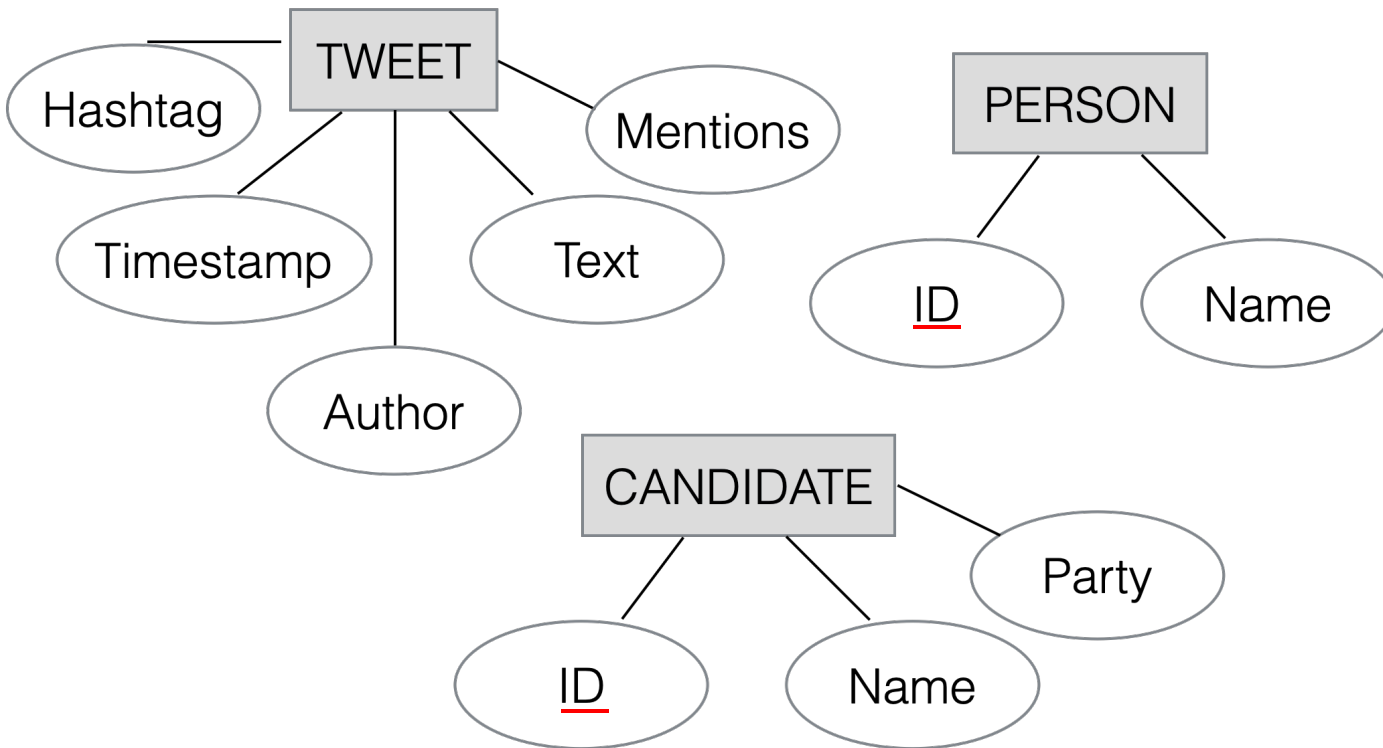 TWEET
Hashtag
Mentions
PERSON
Timestamp
Text
ID
Name
Author
CANDIDATE
Party
ID
Name